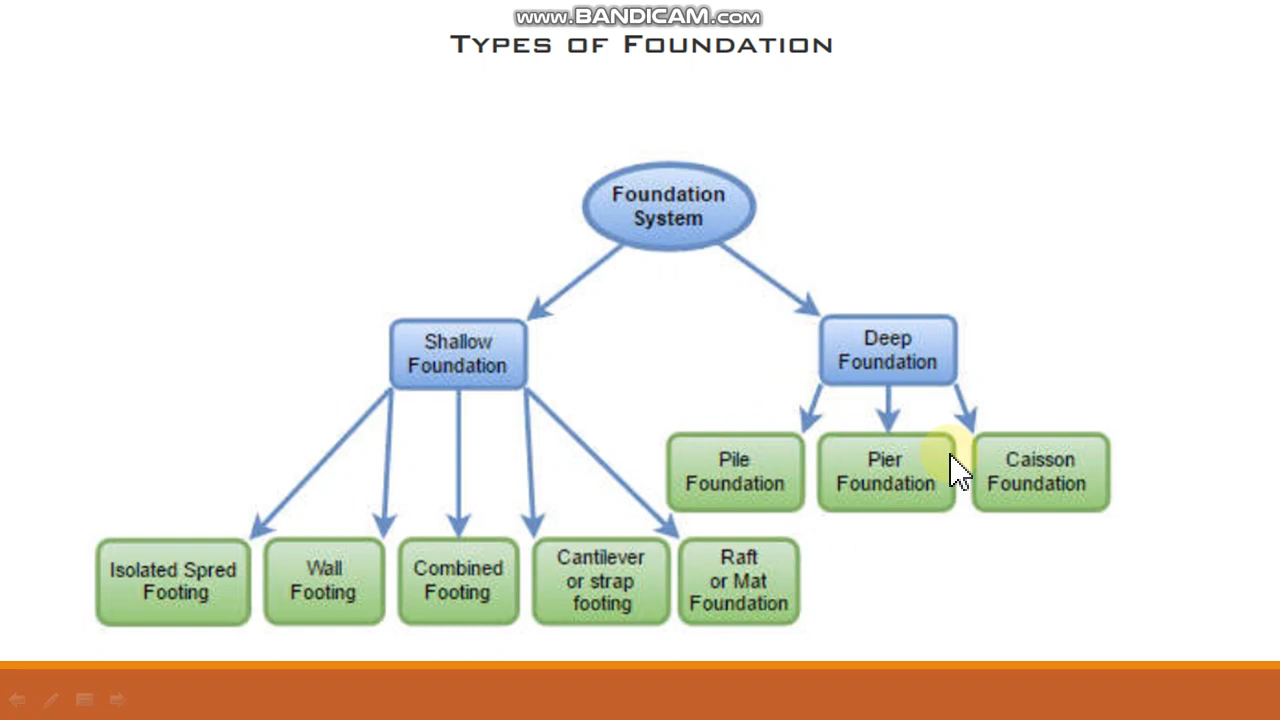 www.BANDICAM.com
Types of Foundation
Foundation
System
Shallow
Foundation
Deep
Foundation
Pile
Foundation
Pier
Foundation
Caisson
Foundation
Isolated Spred
Footing
Wall
Footing
Combined
Footing
Cantilever
or strap
footing
Raft
or Mat
Foundation